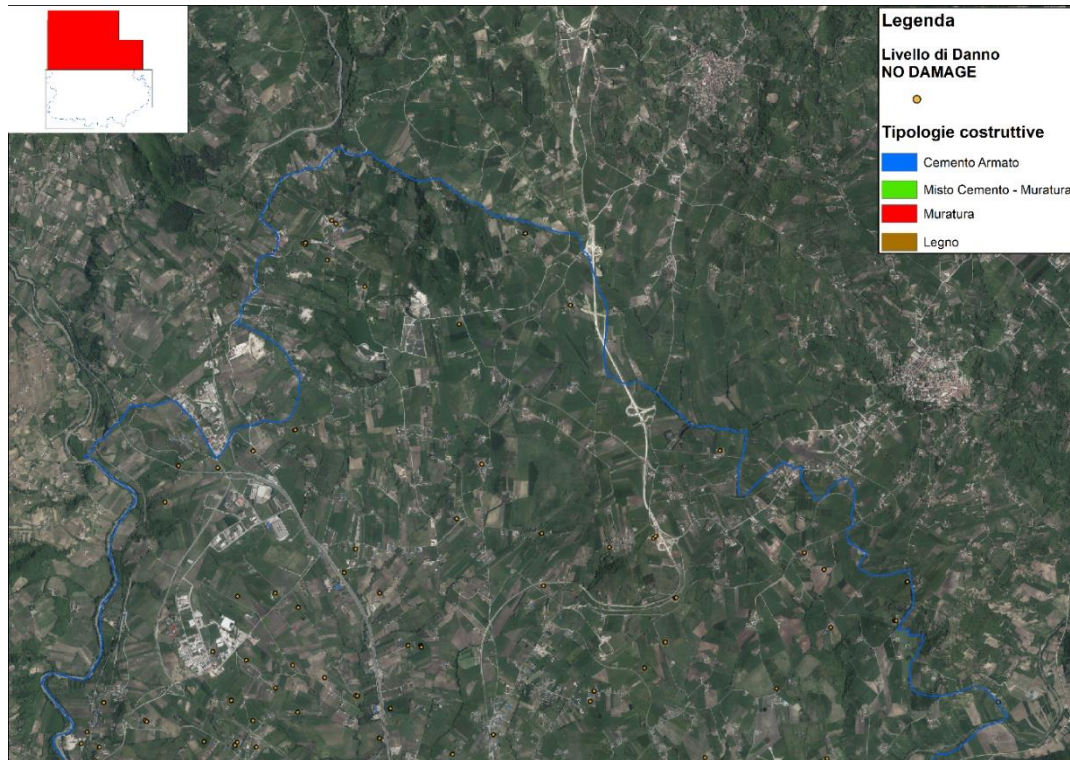 Legenda
Livello di Danno
NO DAMAGE
Tipologie costruttive
Cemento Armato
Misto Cemento - Muratura
Muratura
Legno